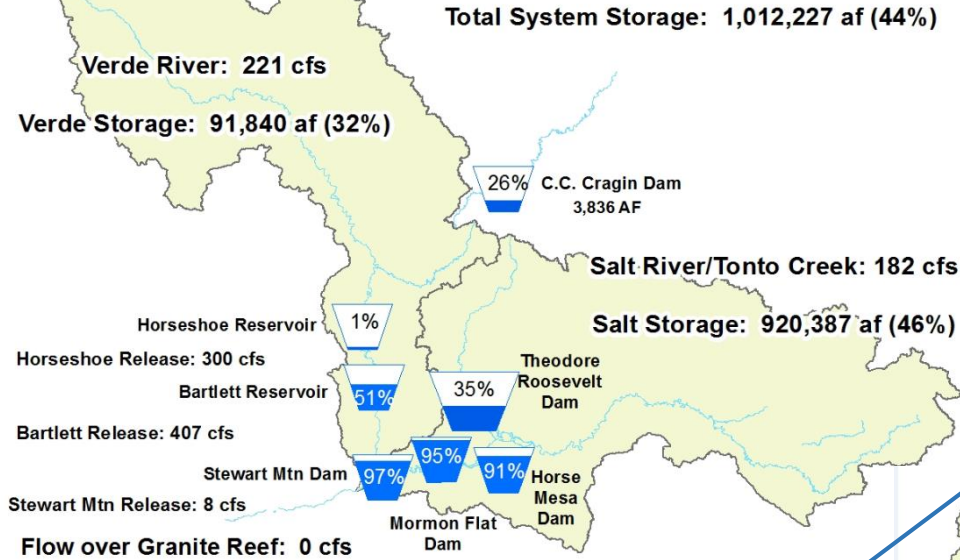 Total System Storage: 1,012,227 af (44%)
Verde River: 221 cfs
Verde Storage: 91,840 af (32%)
26%
C.C. Cragin Dam
3,836 AF
Salt River/Tonto Creek: 182 cfs
Salt Storage: 920,387 af (46%)
Horseshoe Reservoir
1%
Horseshoe Release: 300 cfs
Bartlett Reservoir
51%
Theodore
Roosevelt
Dam
35%
Bartlett Release: 407 cfs
Stewart Mtn Dam
97%
95%
91%
Horse
Mesa
Dam
Stewart Mtn Release: 8 cfs
Mormon Flat
Dam
Flow over Granite Reef: 0 cfs